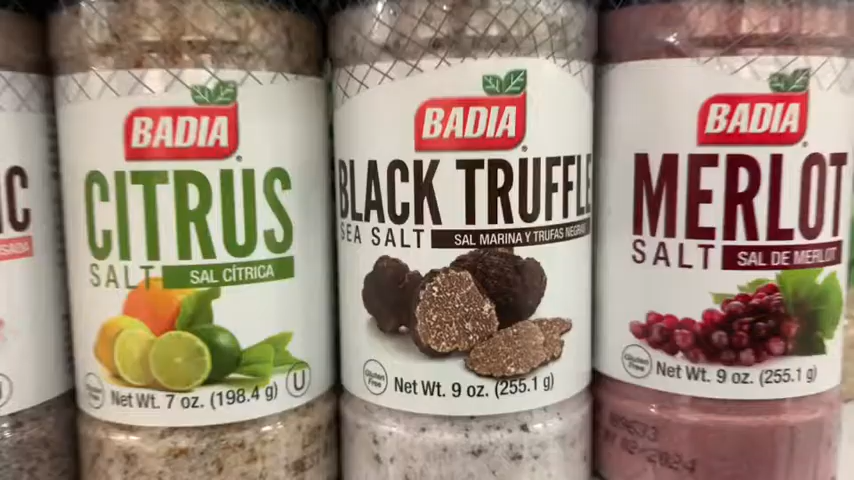 BADIA
CITRUS
SALT SAL CÍTRICA
Gluten Free
Net Wt. 7 oz. (198.4 g)
U
BADIA
BLACK TRUFFLE
SEA SALT SAL MARINA Y TRUFAS NEGRAS
Gluten Free
Net Wt. 9 oz. (255.1 g)
BADIA
MERLOT
SALT SAL DE MERLOT
Gluten Free
Net Wt. 9 oz. (255.1 g)